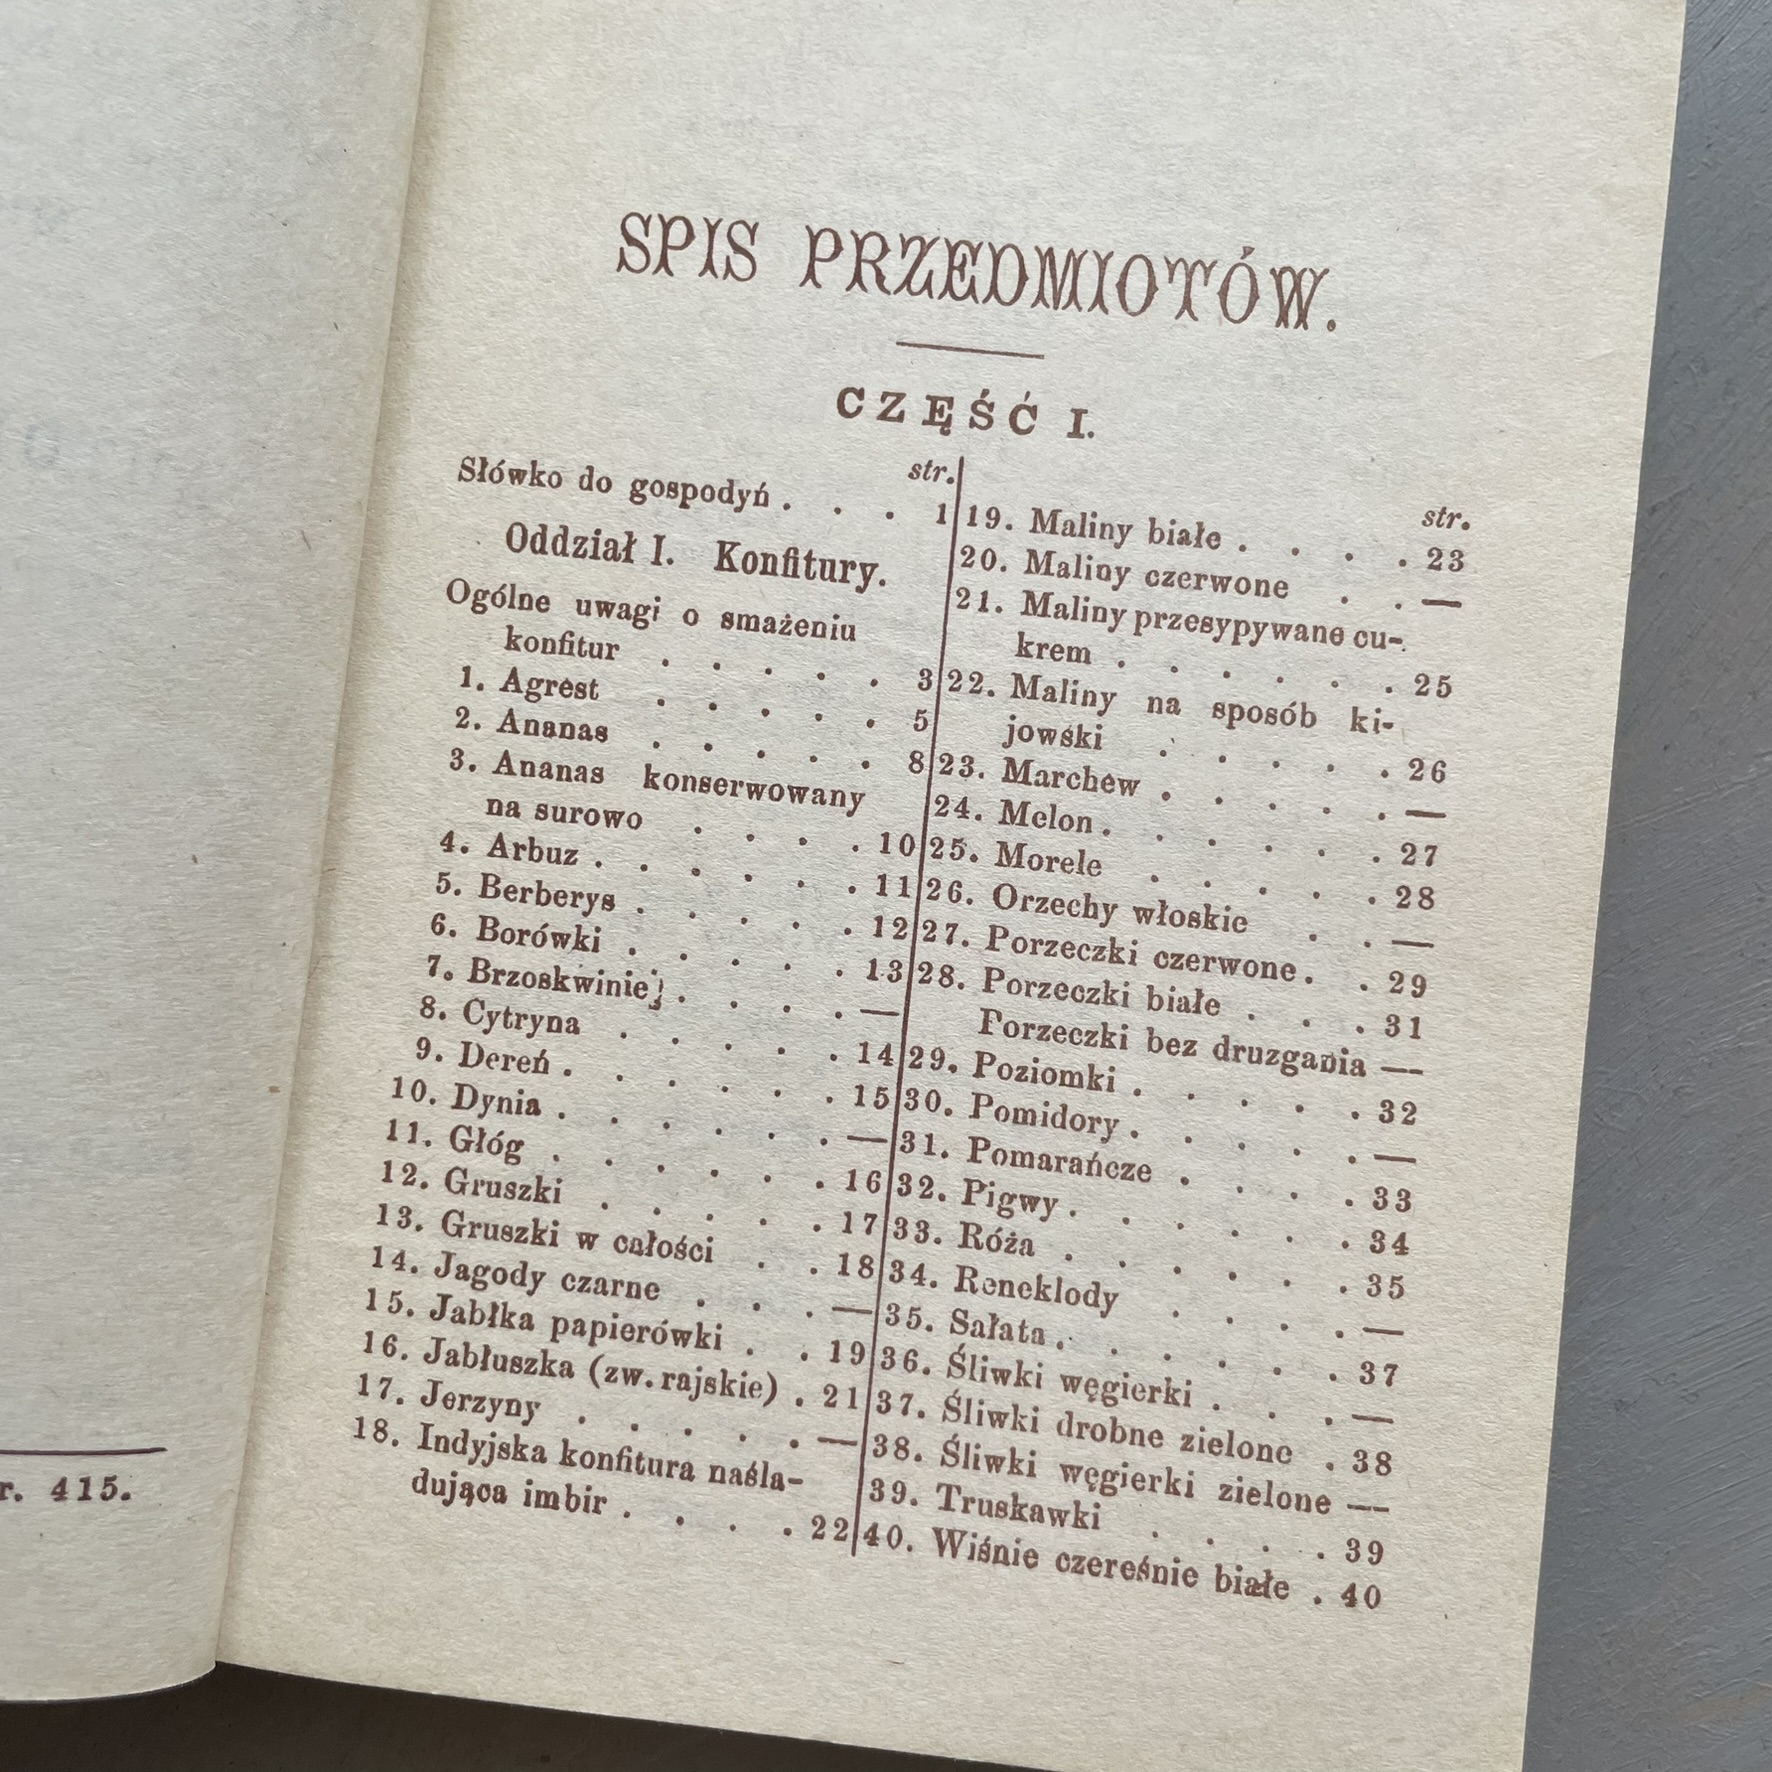 r. 415.
SPIS PRZEDMIOTÓW.
CZĘŚĆ I.
str.
Słówko do gospodyń . . . 1
Oddział I. Konfitury.
Ogólne uwagi o smażeniu
konfitur . . . . . 3
1. Agrest . . . . . 5
2. Ananas . . . . . 8
3. Ananas konserwowany
na surowo . . . . 10
4. Arbuz . . . . . . 11
5. Berberys . . . . . 12
6. Borówki . . . . . 13
7. Brzoskwinie . . . . —
8. Cytryna . . . . . 14
9. Dereń . . . . . . 15
10. Dynia . . . . . . —
11. Głóg . . . . . . 16
12. Gruszki . . . . . 17
13. Gruszki w całości . . 18
14. Jagody czarne . . . —
15. Jabłka papierówki . . 19
16. Jabłuszka (zw. rajskie) . 21
17. Jerzyny . . . . . —
18. Indyjska konfitura naśla-
dująca imbir . . . . 22
str.
19. Maliny białe . . . . 23
20. Maliny czerwone . . —
21. Maliny przesypywane cu-
krem . . . . . . 25
22. Maliny na sposób ki-
jowski . . . . . 26
23. Marchew . . . . . —
24. Melon . . . . . . 27
25. Morele . . . . . 28
26. Orzechy włoskie . . —
27. Porzeczki czerwone . . 29
28. Porzeczki białe . . . 31
Porzeczki bez druzgania —
29. Poziomki . . . . . 32
30. Pomidory . . . . . —
31. Pomarańcze . . . . 33
32. Pigwy . . . . . . 34
33. Róża . . . . . . 35
34. Reneklody . . . . —
35. Sałata . . . . . . 37
36. Śliwki węgierki . . . —
37. Śliwki drobne zielone . 38
38. Śliwki węgierki zielone —
39. Truskawki . . . . 39
40. Wiśnie czereśnie białe . 40